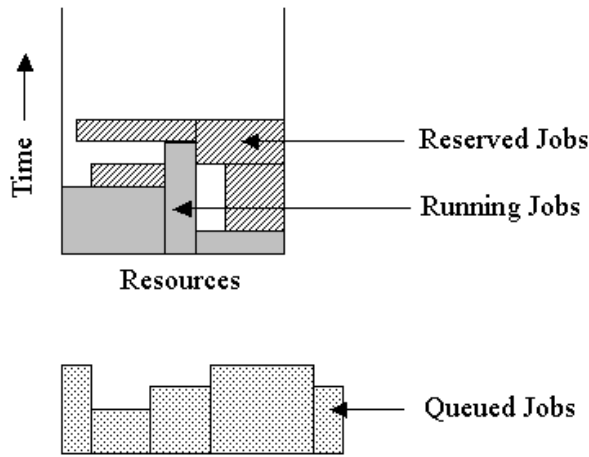 Time
Reserved Jobs
Running Jobs
Resources
Queued Jobs